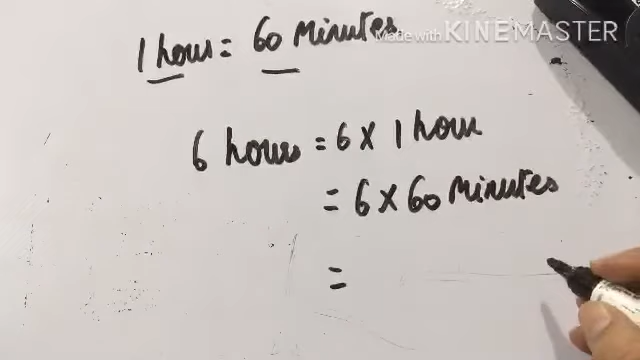 1 hour = 60 Minutes
Made with KINEMASTER
6 hours = 6 X 1 hour
= 6 X 60 Minutes
=